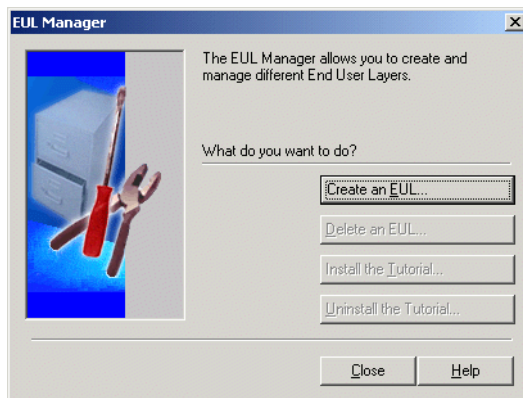 EUL Manager
The EUL Manager allows you to create and
manage different End User Layers.
What do you want to do?
Create an EUL...
Delete an EUL...
Install the Tutorial...
Uninstall the Tutorial...
Close
Help